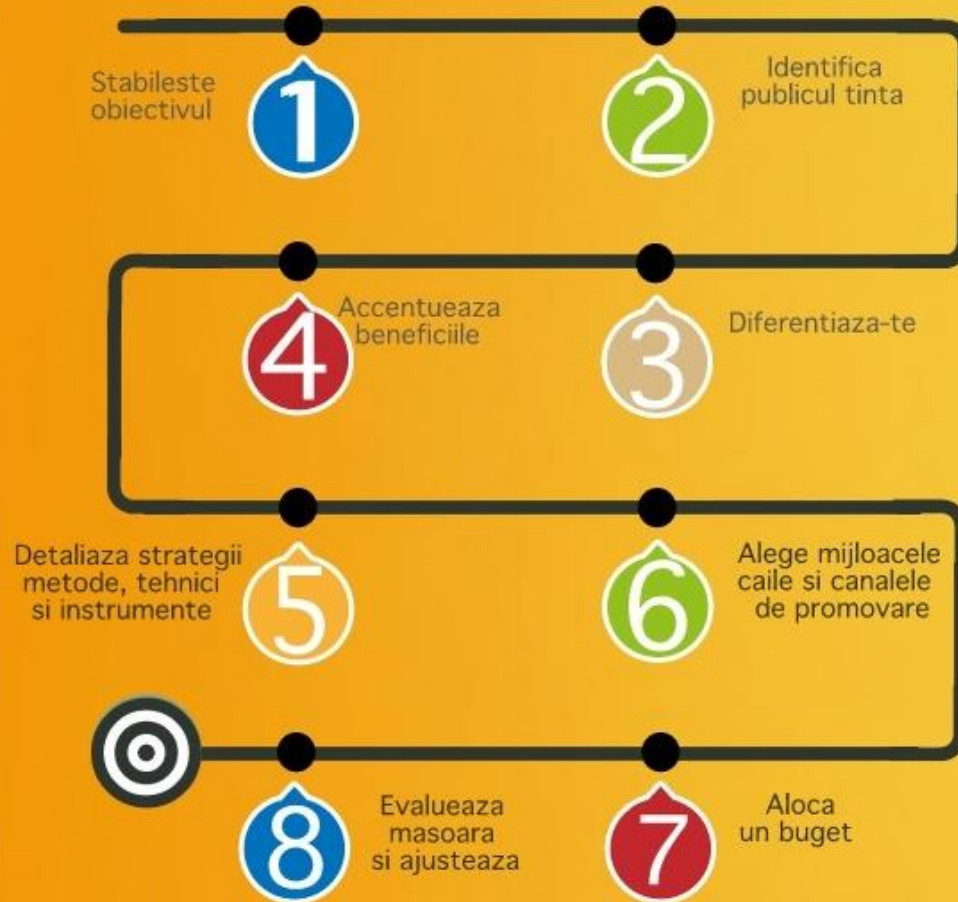 Stabileste
obiectivul
1
2
Identifica
publicul tinta
3
Diferentiaza-te
4
Accentueaza
beneficiile
Detaliaza strategii
metode, tehnici
si instrumente
5
6
Alege mijloacele
caile si canalele
de promovare
7
Aloca
un buget
8
Evalueaza
masoara
si ajusteaza